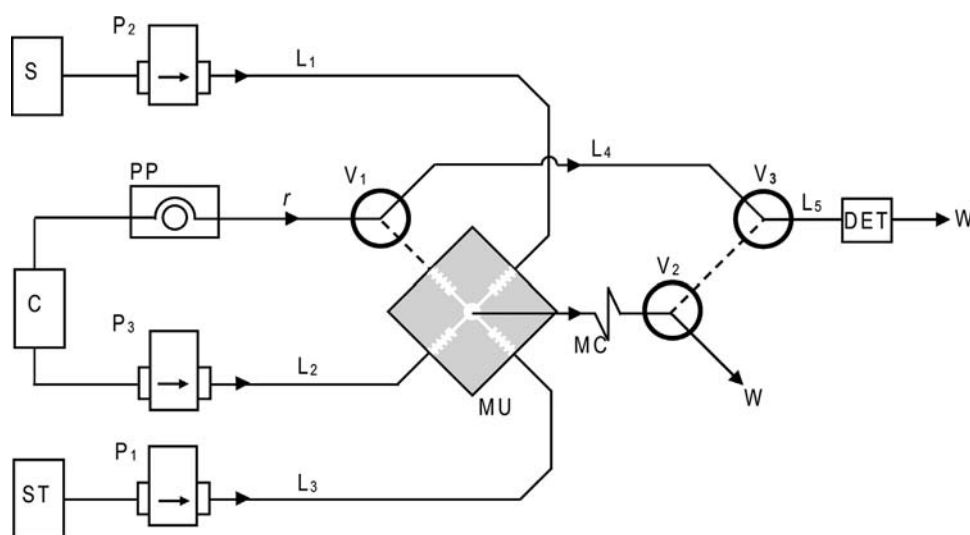 P₂
S
L₁
PP
r
V₁
L₄
V₃
L₅
DET
W
V₂
C
P₃
L₂
MC
MU
W
P₁
ST
L₃